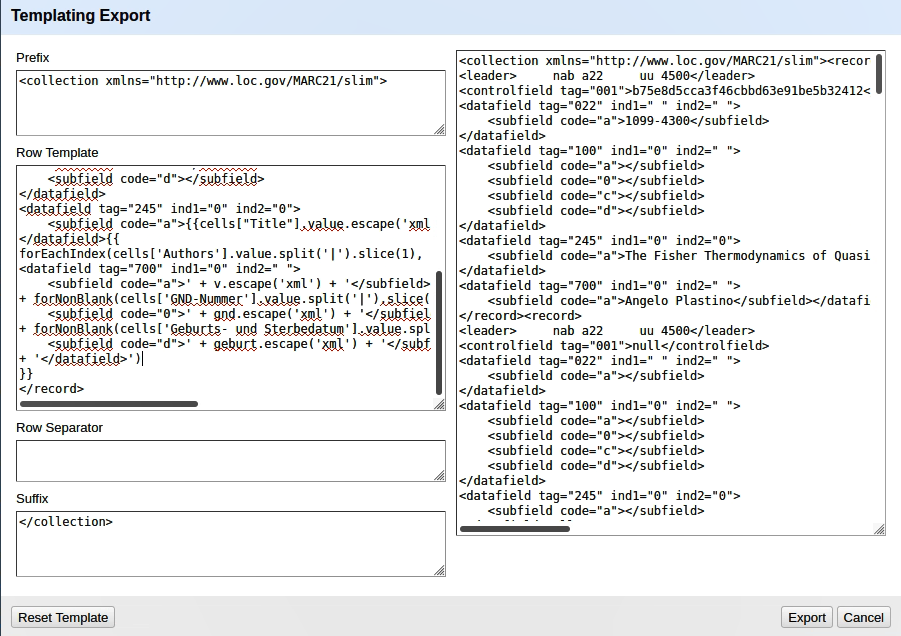 Templating Export
Prefix
<collection xmlns="http://www.loc.gov/MARC21/slim">
Row Template
    <subfield code="d"></subfield>
</datafield>
<datafield tag="245" ind1="0" ind2="0">
    <subfield code="a">{{cells["Title"].value.escape('xml
</datafield>{{
forEachIndex(cells['Authors'].value.split('|').slice(1),
<datafield tag="700" ind1="0" ind2=" ">
    <subfield code="a">' + v.escape('xml') + '</subfield>
+ forNonBlank(cells['GND-Nummer'].value.split('|').slice(
    <subfield code="0">' + gnd.escape('xml') + '</subfiel
+ forNonBlank(cells['Geburts- und Sterbedatum'].value.spl
    <subfield code="d">' + geburt.escape('xml') + '</subf
+ '</datafield>')
}}
</record>
Row Separator
Suffix
</collection>
<collection xmlns="http://www.loc.gov/MARC21/slim"><recor
<leader>     nab a22     uu 4500</leader>
<controlfield tag="001">b75e8d5cca3f46cbbd63e91be5b32412<
<datafield tag="022" ind1=" " ind2=" ">
    <subfield code="a">1099-4300</subfield>
</datafield>
<datafield tag="100" ind1="0" ind2=" ">
    <subfield code="a"></subfield>
    <subfield code="0"></subfield>
    <subfield code="c"></subfield>
    <subfield code="d"></subfield>
</datafield>
<datafield tag="245" ind1="0" ind2="0">
    <subfield code="a">The Fisher Thermodynamics of Quasi
</datafield>
<datafield tag="700" ind1="0" ind2=" ">
    <subfield code="a">Angelo Plastino</subfield></datafi
</record><record>
<leader>     nab a22     uu 4500</leader>
<controlfield tag="001">null</controlfield>
<datafield tag="022" ind1=" " ind2=" ">
    <subfield code="a"></subfield>
</datafield>
<datafield tag="100" ind1="0" ind2=" ">
    <subfield code="a"></subfield>
    <subfield code="0"></subfield>
    <subfield code="c"></subfield>
    <subfield code="d"></subfield>
</datafield>
<datafield tag="245" ind1="0" ind2="0">
    <subfield code="a"></subfield>
Reset Template
Export
Cancel